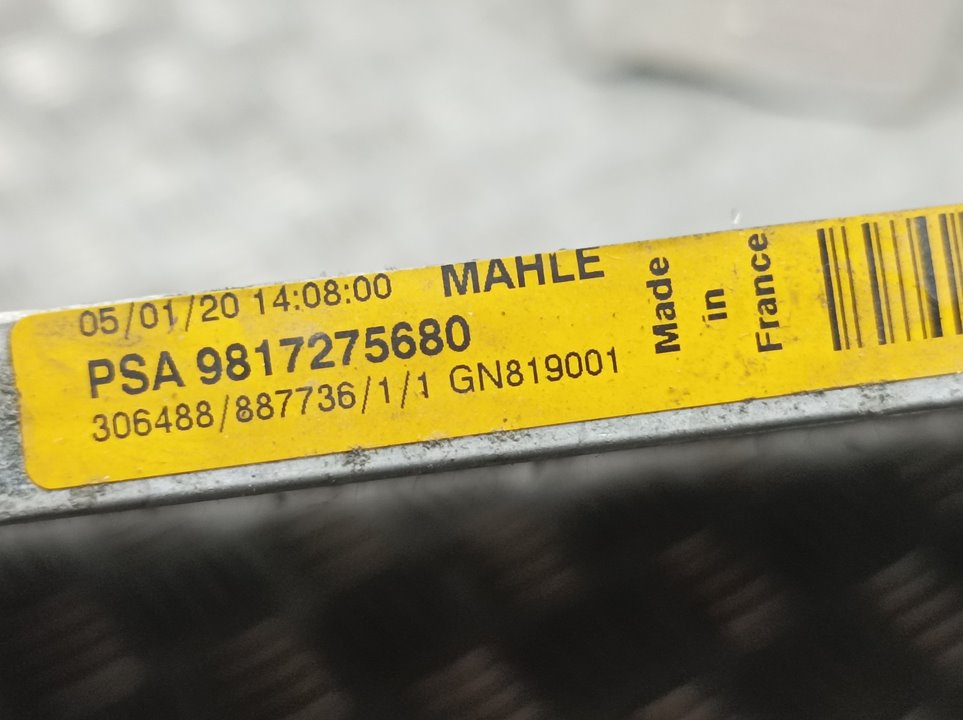 05/01/20 14:08:00 MAHLE
PSA 9817275680
306488/887736/1/1 GN819001
Made
in
France